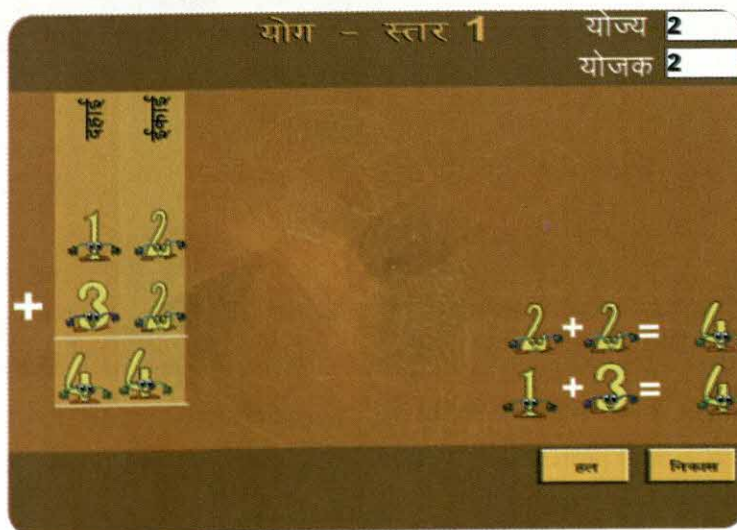 योग - स्तर 1
योज्य 2
योजक 2
दहाई ईकाई
1 2
+ 3 2
4 4
2 + 2 = 4
1 + 3 = 4
हल निकास